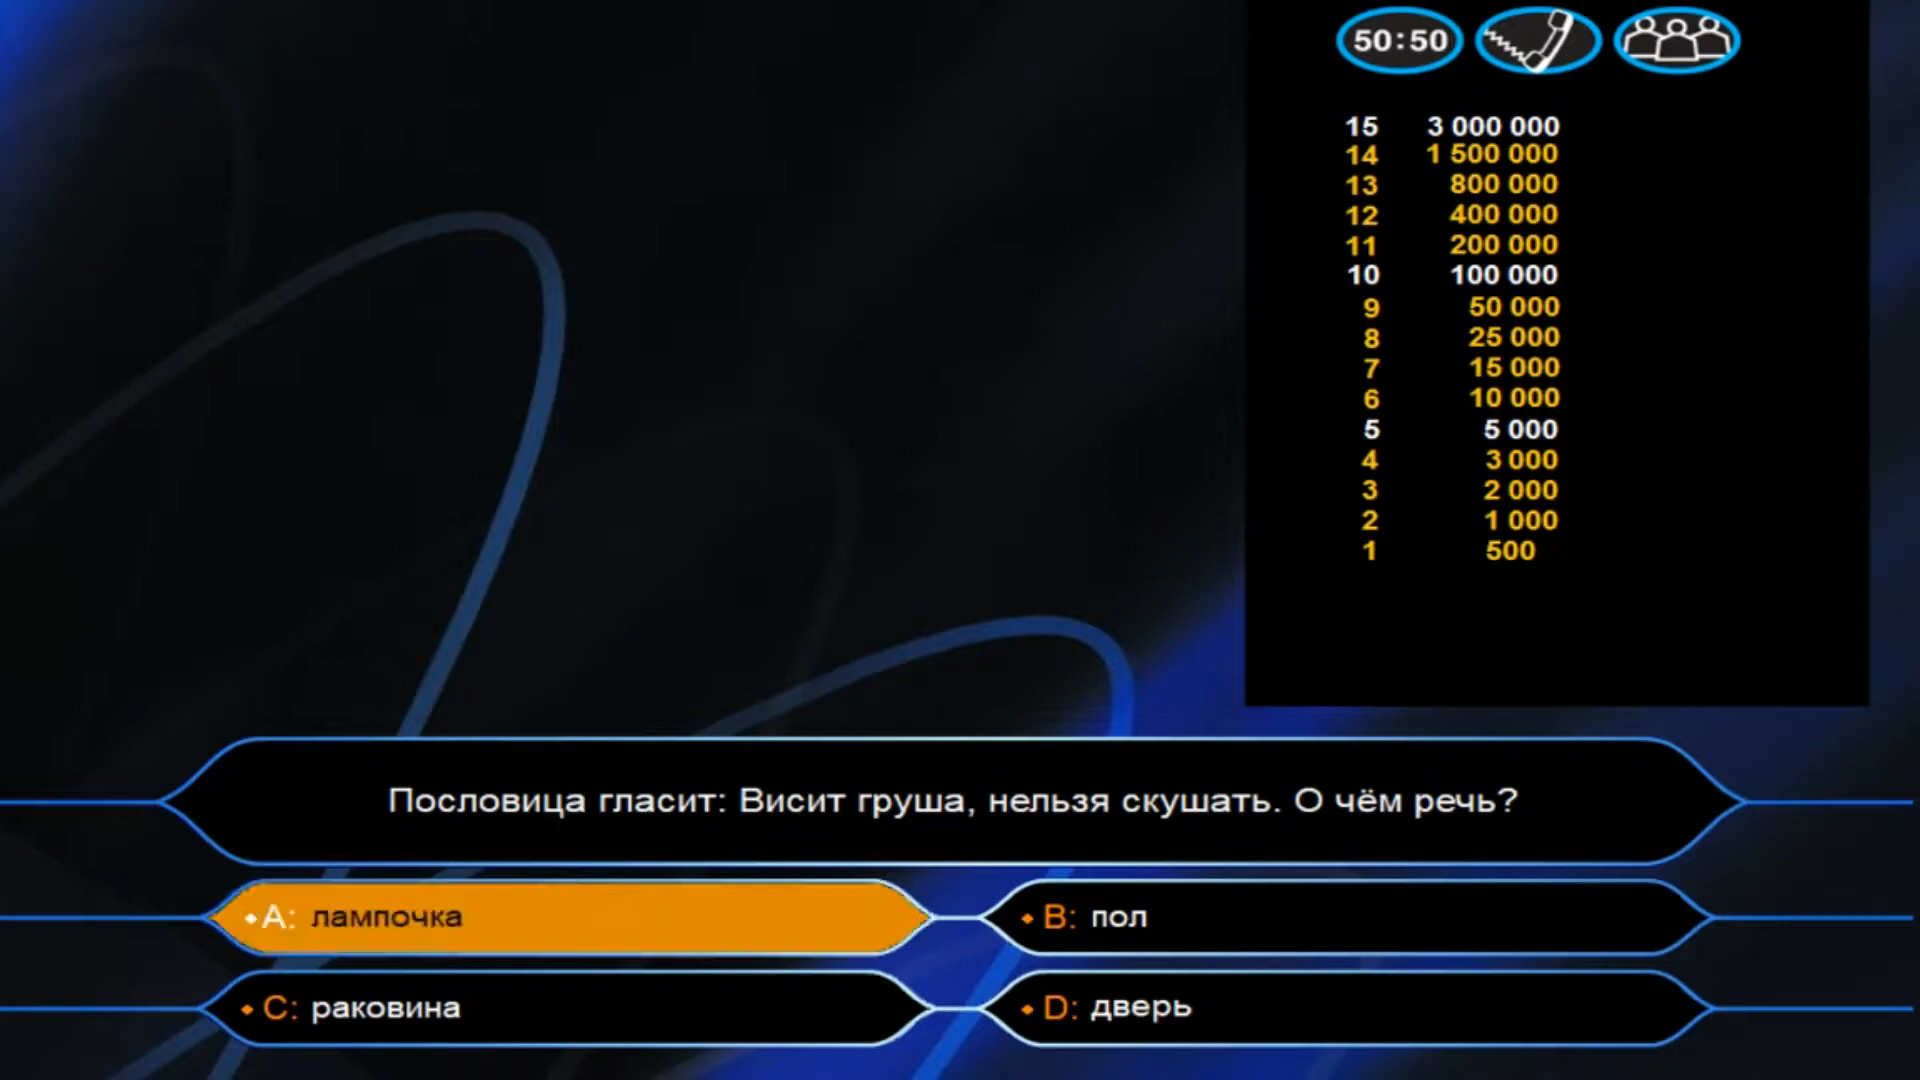 50:50
15 3 000 000
14 1 500 000
13 800 000
12 400 000
11 200 000
10 100 000
9 50 000
8 25 000
7 15 000
6 10 000
5 5 000
4 3 000
3 2 000
2 1 000
1 500
Пословица гласит: Висит груша, нельзя скушать. О чём речь?
A: лампочка
B: пол
C: раковина
D: дверь